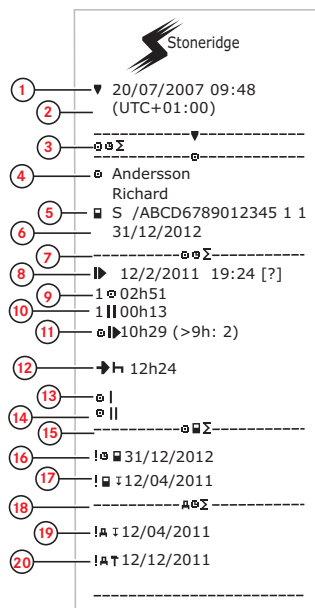 Stoneridge
1 ▼ 20/07/2007 09:48
2 (UTC+01:00)
3 Σ
4 Andersson
Richard
5 S /ABCD6789012345 1 1
6 31/12/2012
7 Σ
8 12/2/2011 19:24 [?]
9 1 02h51
10 1 00h13
11 10h29 (>9h: 2)
12 12h24
13
14
15 Σ
16 ! 31/12/2012
17 ! 12/04/2011
18 Σ
19 ! 12/04/2011
20 ! 12/12/2011